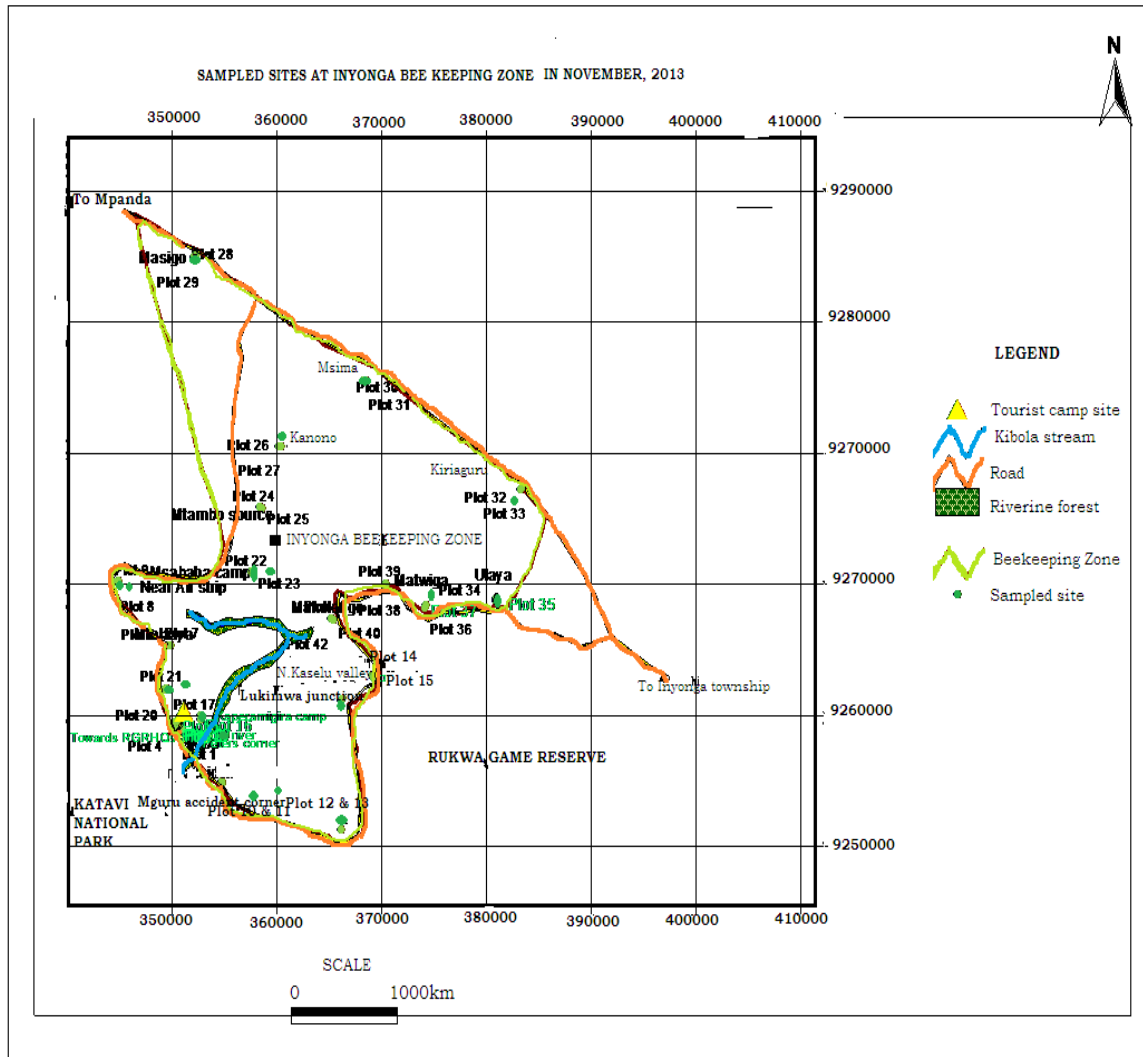 N
SAMPLED SITES AT INYONGA BEE KEEPING ZONE IN NOVEMBER, 2013
350000 360000 370000 380000 390000 400000 410000
To Mpanda
9290000
Plot 28
Masigo
Plot 29
9280000
LEGEND
Msima
Plot 30
Plot 31
Tourist camp site
Kibola stream
Road
Riverine forest
Beekeeping Zone
Sampled site
Kanono
Plot 26
9270000
Plot 27
Kiriaguru
Plot 24
Plot 32
Mtambo source
Plot 25
Plot 33
INYONGA BEEKEEPING ZONE
Plot 22
Plot 39
Ulaya
camp
Plot 23
Matwiga
9270000
Near Air strip
Plot 34
Plot 8
Plot 38
Plot 35
Plot 36
Plot 40
Plot 42
Plot 14
N.Kaselu valley
Plot 15
Plot 21
To Inyonga township
Lukimwa junction
Plot 17
Plot 20
camp
9260000
Towards
Plot 4
corner
RUKWA GAME RESERVE
Mguru accident corner
Plot 12 & 13
Plot 10 & 11
KATAVI
NATIONAL
PARK
9250000
350000 360000 370000 380000 390000 400000 410000
SCALE
0 1000km